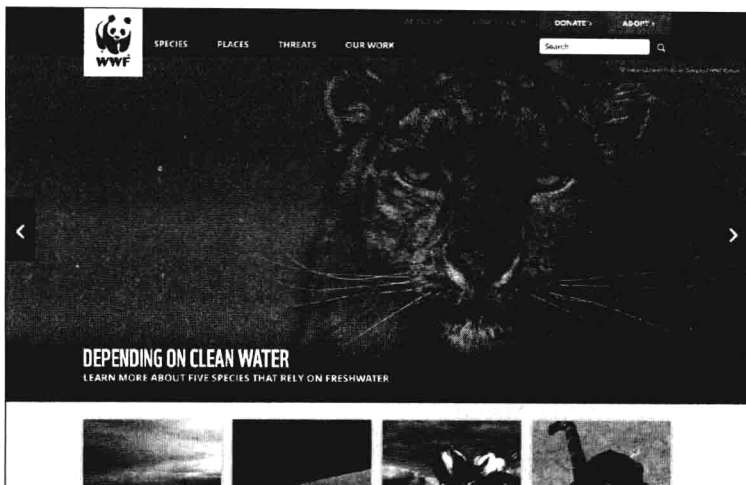 DONATE › ADOPT ›
WWF
SPECIES PLACES THREATS OUR WORK
Search
DEPENDING ON CLEAN WATER
LEARN MORE ABOUT FIVE SPECIES THAT RELY ON FRESHWATER